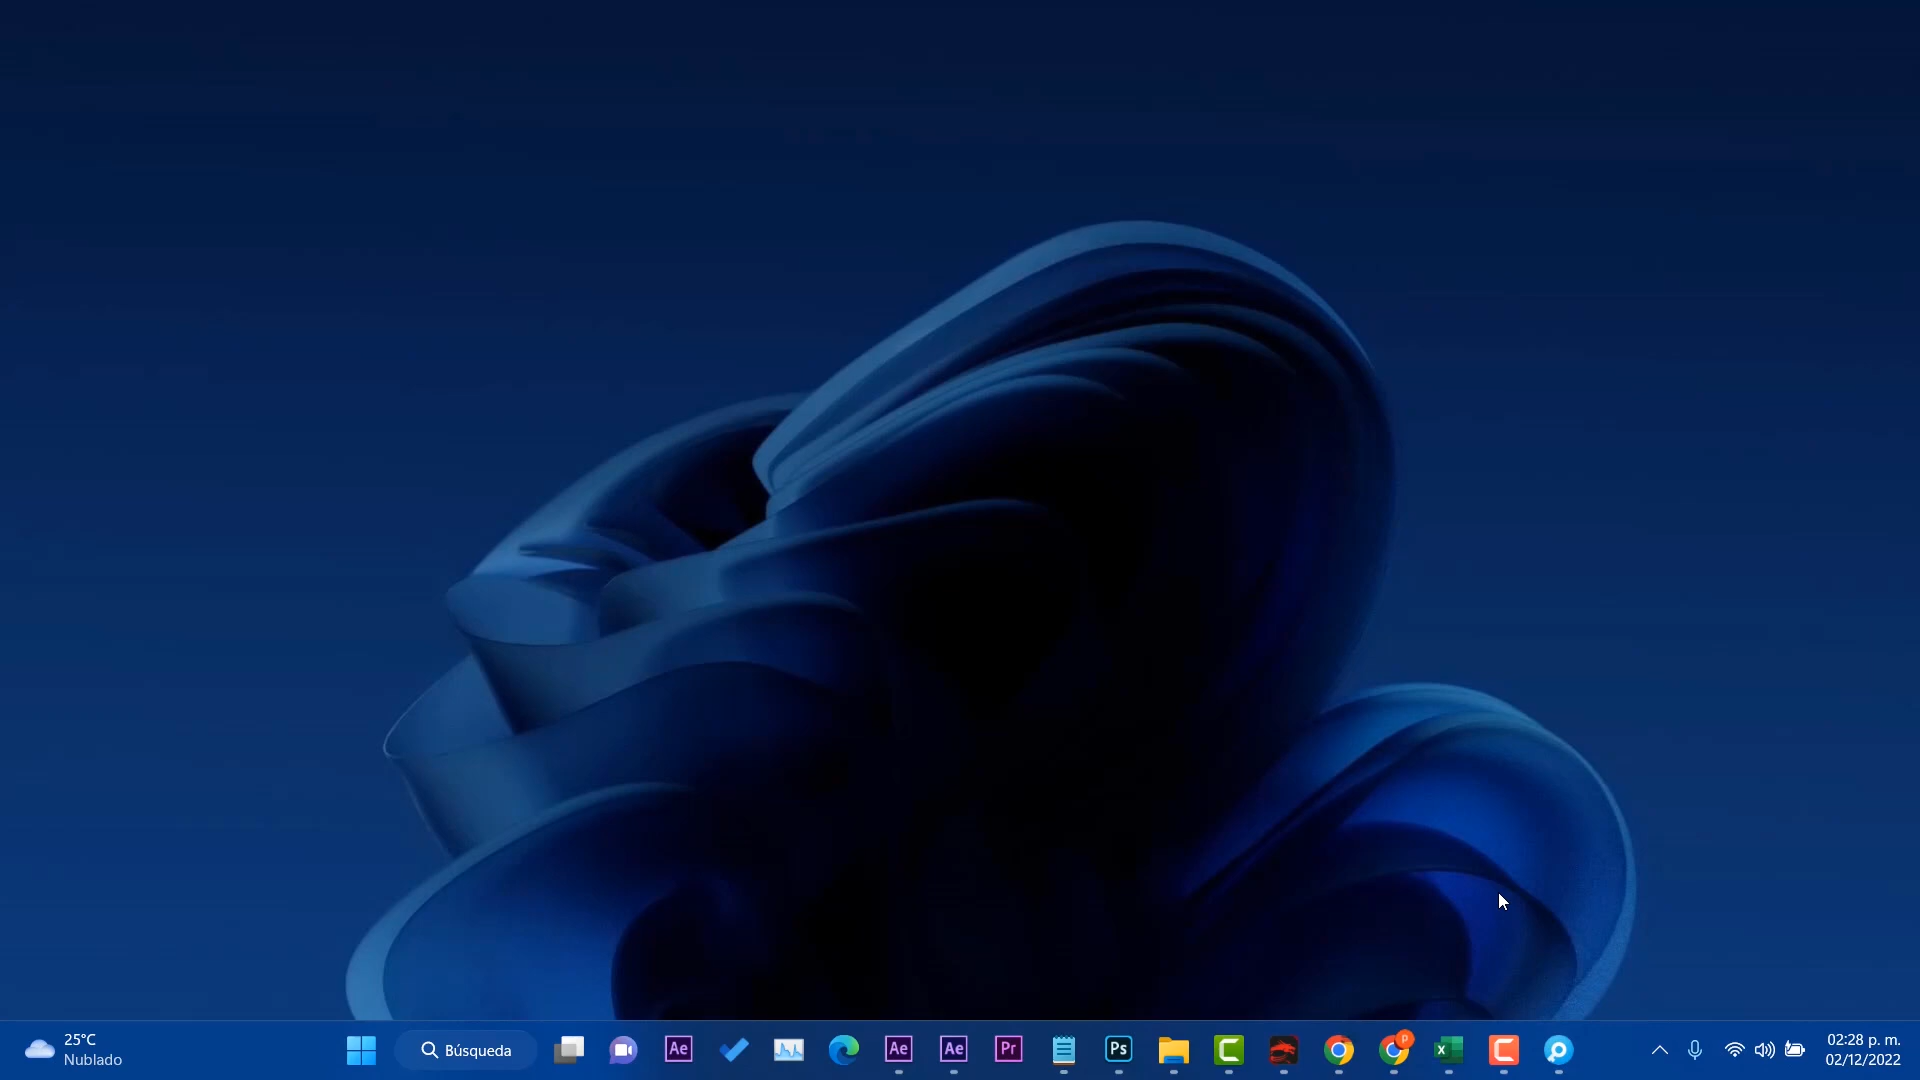 25°C
Nublado
Búsqueda
Ae
Ae
Ae
Pr
Ps
P
X
02:28 p. m.
02/12/2022